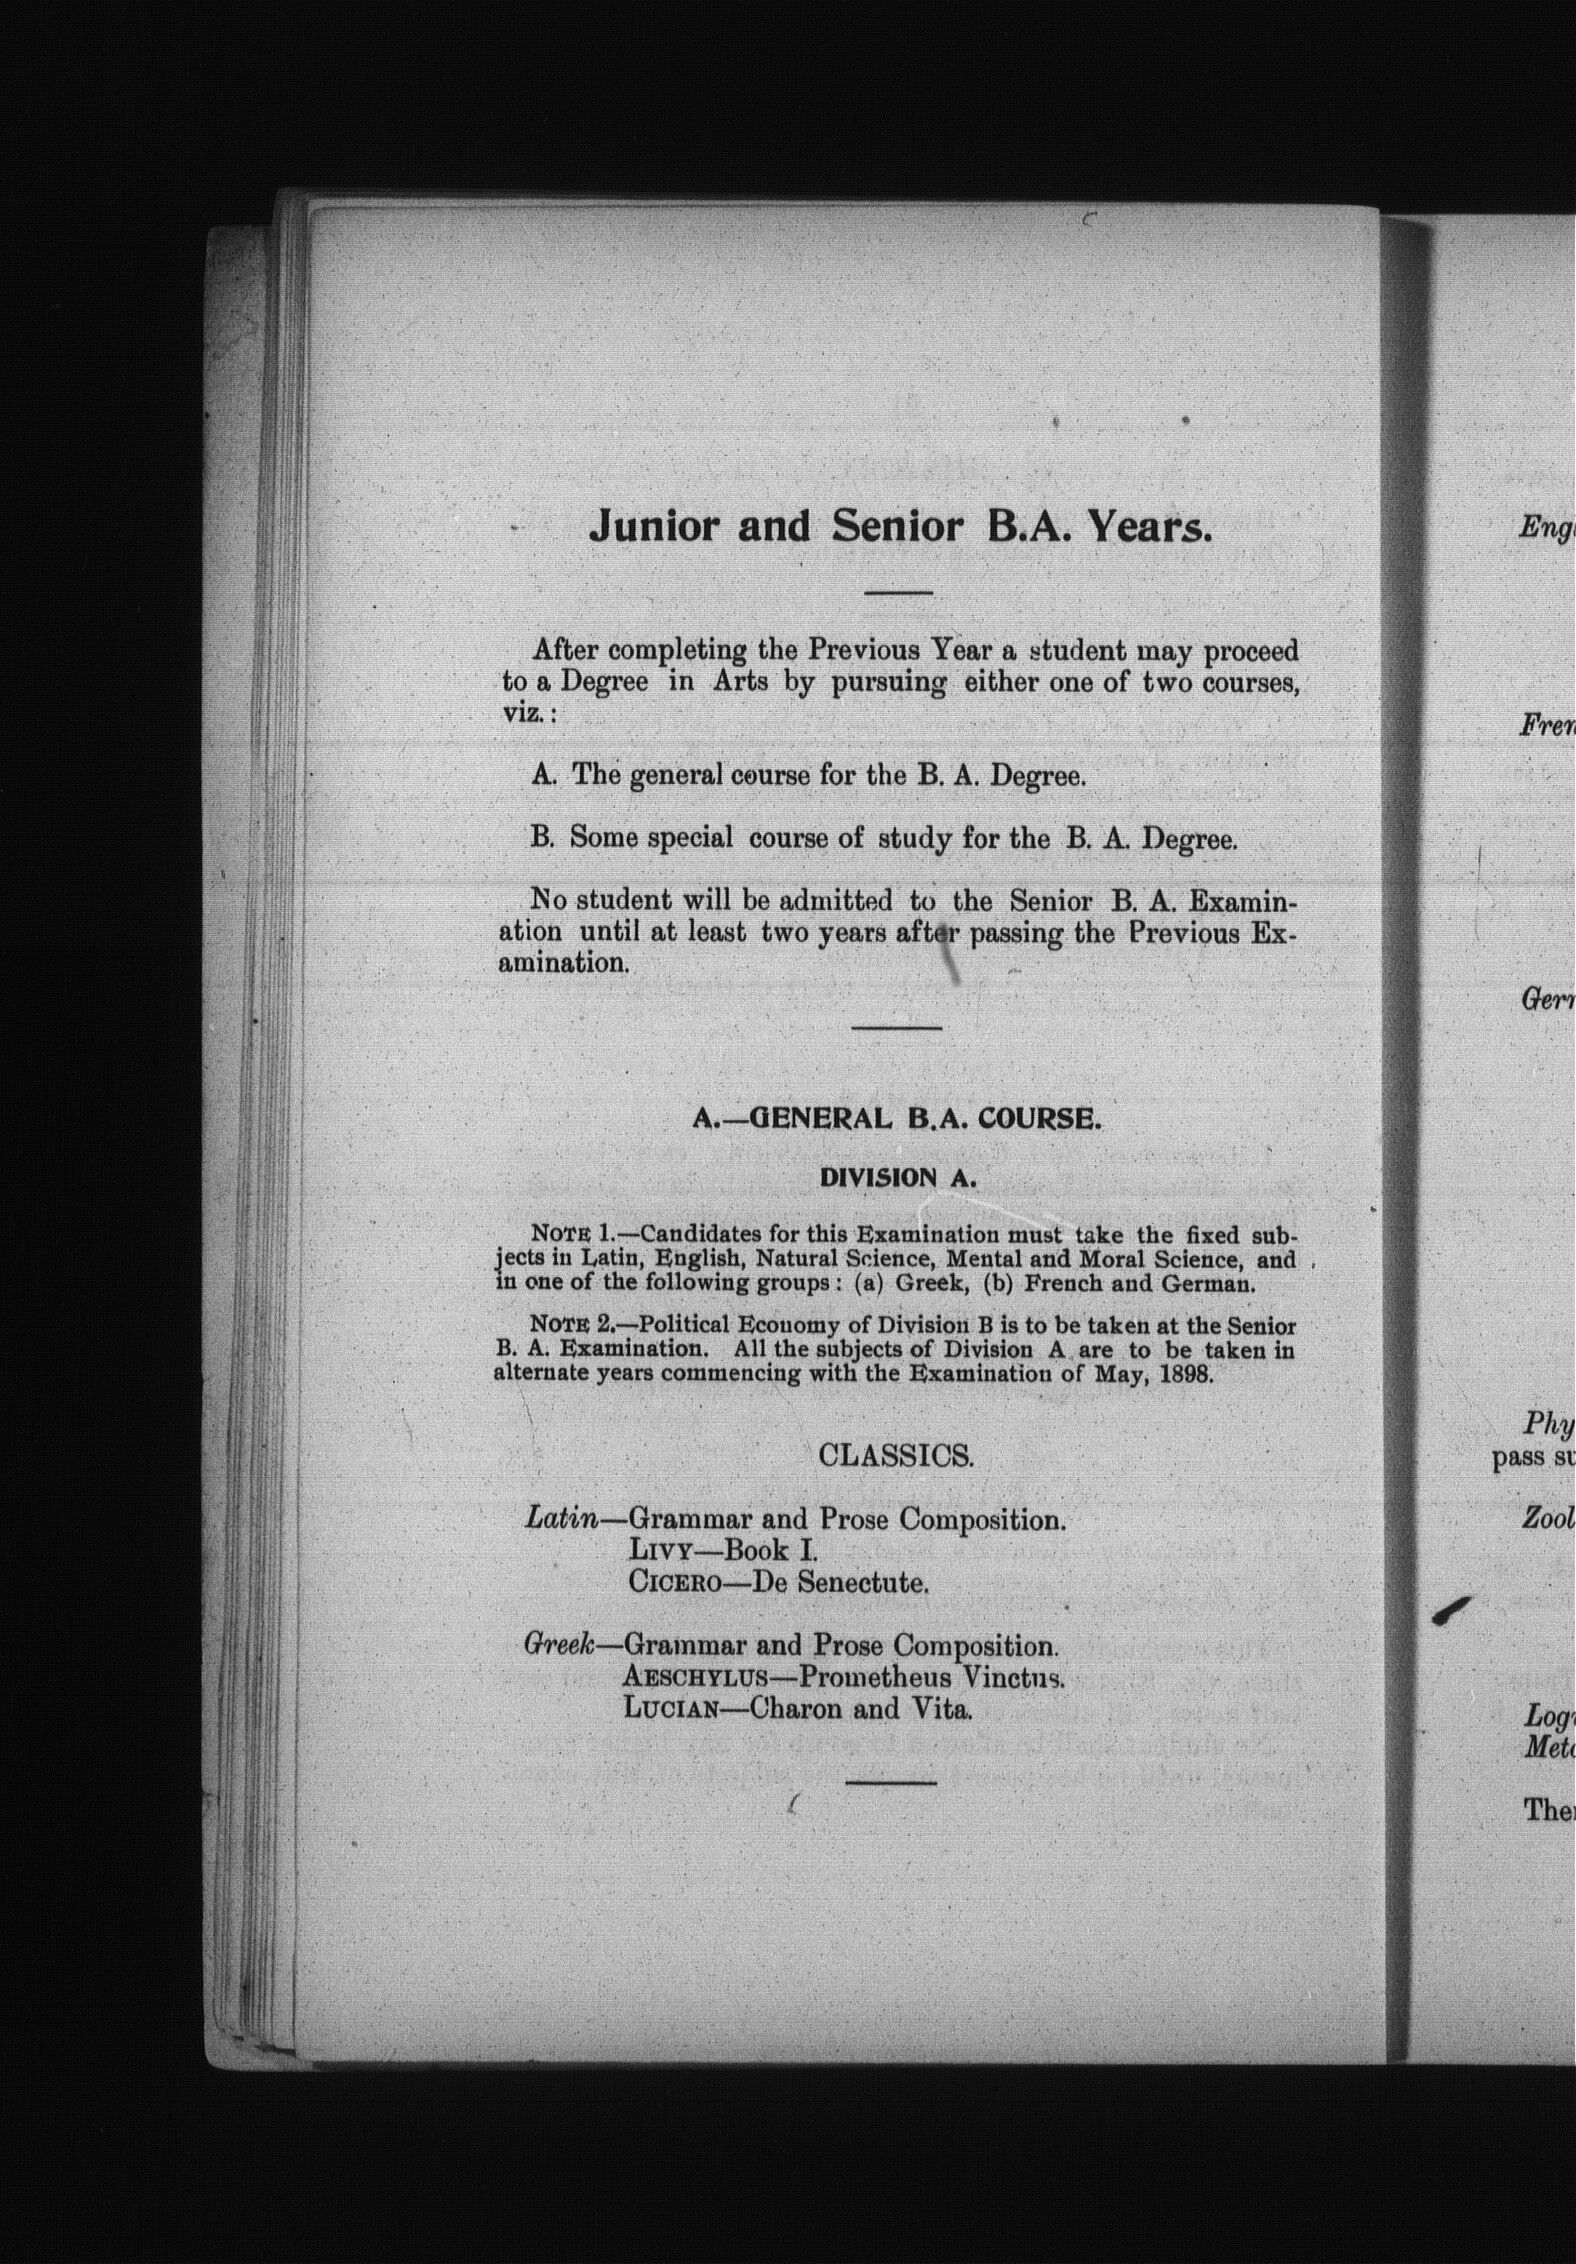 Junior and Senior B.A. Years.
After completing the Previous Year a student may proceed
to a Degree in Arts by pursuing either one of two courses,
viz.:
A. The general course for the B. A. Degree.
B. Some special course of study for the B. A. Degree.
No student will be admitted to the Senior B. A. Examin-
ation until at least two years after passing the Previous Ex-
amination.
A.—GENERAL B.A. COURSE.
DIVISION A.
NOTE 1.—Candidates for this Examination must take the fixed sub-
jects in Latin, English, Natural Science, Mental and Moral Science, and
in one of the following groups: (a) Greek, (b) French and German.
NOTE 2.—Political Economy of Division B is to be taken at the Senior
B. A. Examination. All the subjects of Division A are to be taken in
alternate years commencing with the Examination of May, 1898.
CLASSICS.
Latin—Grammar and Prose Composition.
LIVY—Book I.
CICERO—De Senectute.
Greek—Grammar and Prose Composition.
AESCHYLUS—Prometheus Vinctus.
LUCIAN—Charon and Vita.
pass